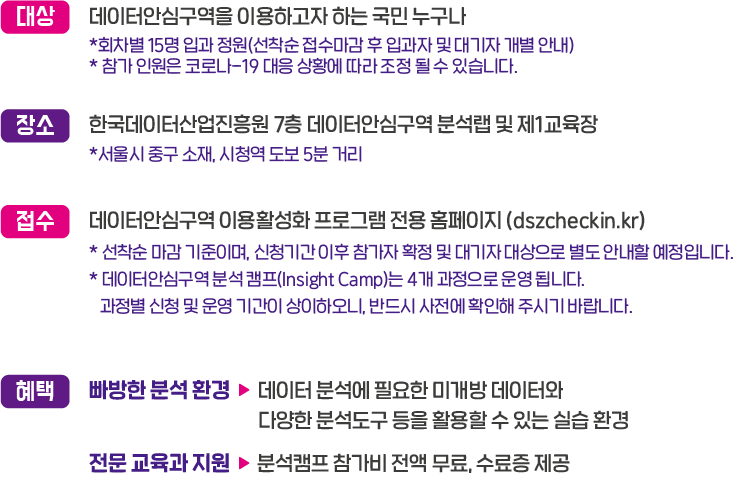 대상 데이터안심구역을 이용하고자 하는 국민 누구나
*회차별 15명 입과 정원(선착순 접수마감 후 입과자 및 대기자 개별 안내)
* 참가 인원은 코로나-19 대응 상황에 따라 조정 될 수 있습니다.
장소 한국데이터산업진흥원 7층 데이터안심구역 분석랩 및 제1교육장
*서울시 중구 소재, 시청역 도보 5분 거리
접수 데이터안심구역 이용활성화 프로그램 전용 홈페이지 (dszcheckin.kr)
* 선착순 마감 기준이며, 신청기간 이후 참가자 확정 및 대기자 대상으로 별도 안내할 예정입니다.
* 데이터안심구역 분석 캠프(Insight Camp)는 4개 과정으로 운영 됩니다.
과정별 신청 및 운영 기간이 상이하오니, 반드시 사전에 확인해 주시기 바랍니다.
혜택 빠방한 분석 환경 ▶ 데이터 분석에 필요한 미개방 데이터와
다양한 분석도구 등을 활용할 수 있는 실습 환경
전문 교육과 지원 ▶ 분석캠프 참가비 전액 무료, 수료증 제공